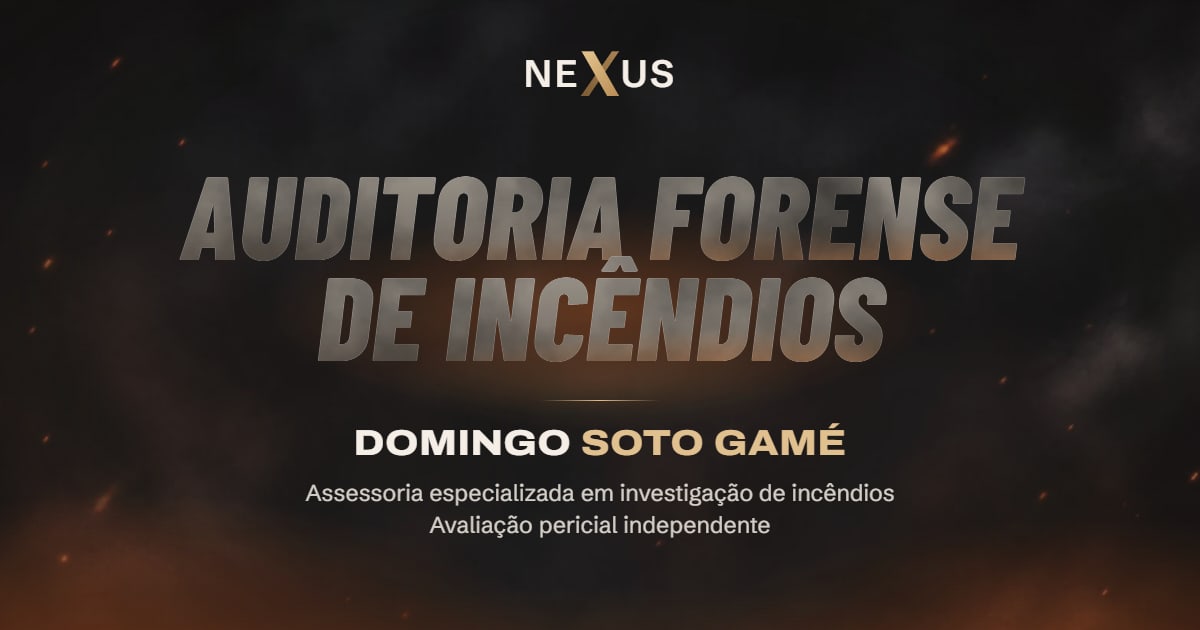 NEXUS
AUDITORIA FORENSE
DE INCÊNDIOS
DOMINGO SOTO GAMÉ
Assessoria especializada em investigação de incêndios
Avaliação pericial independente